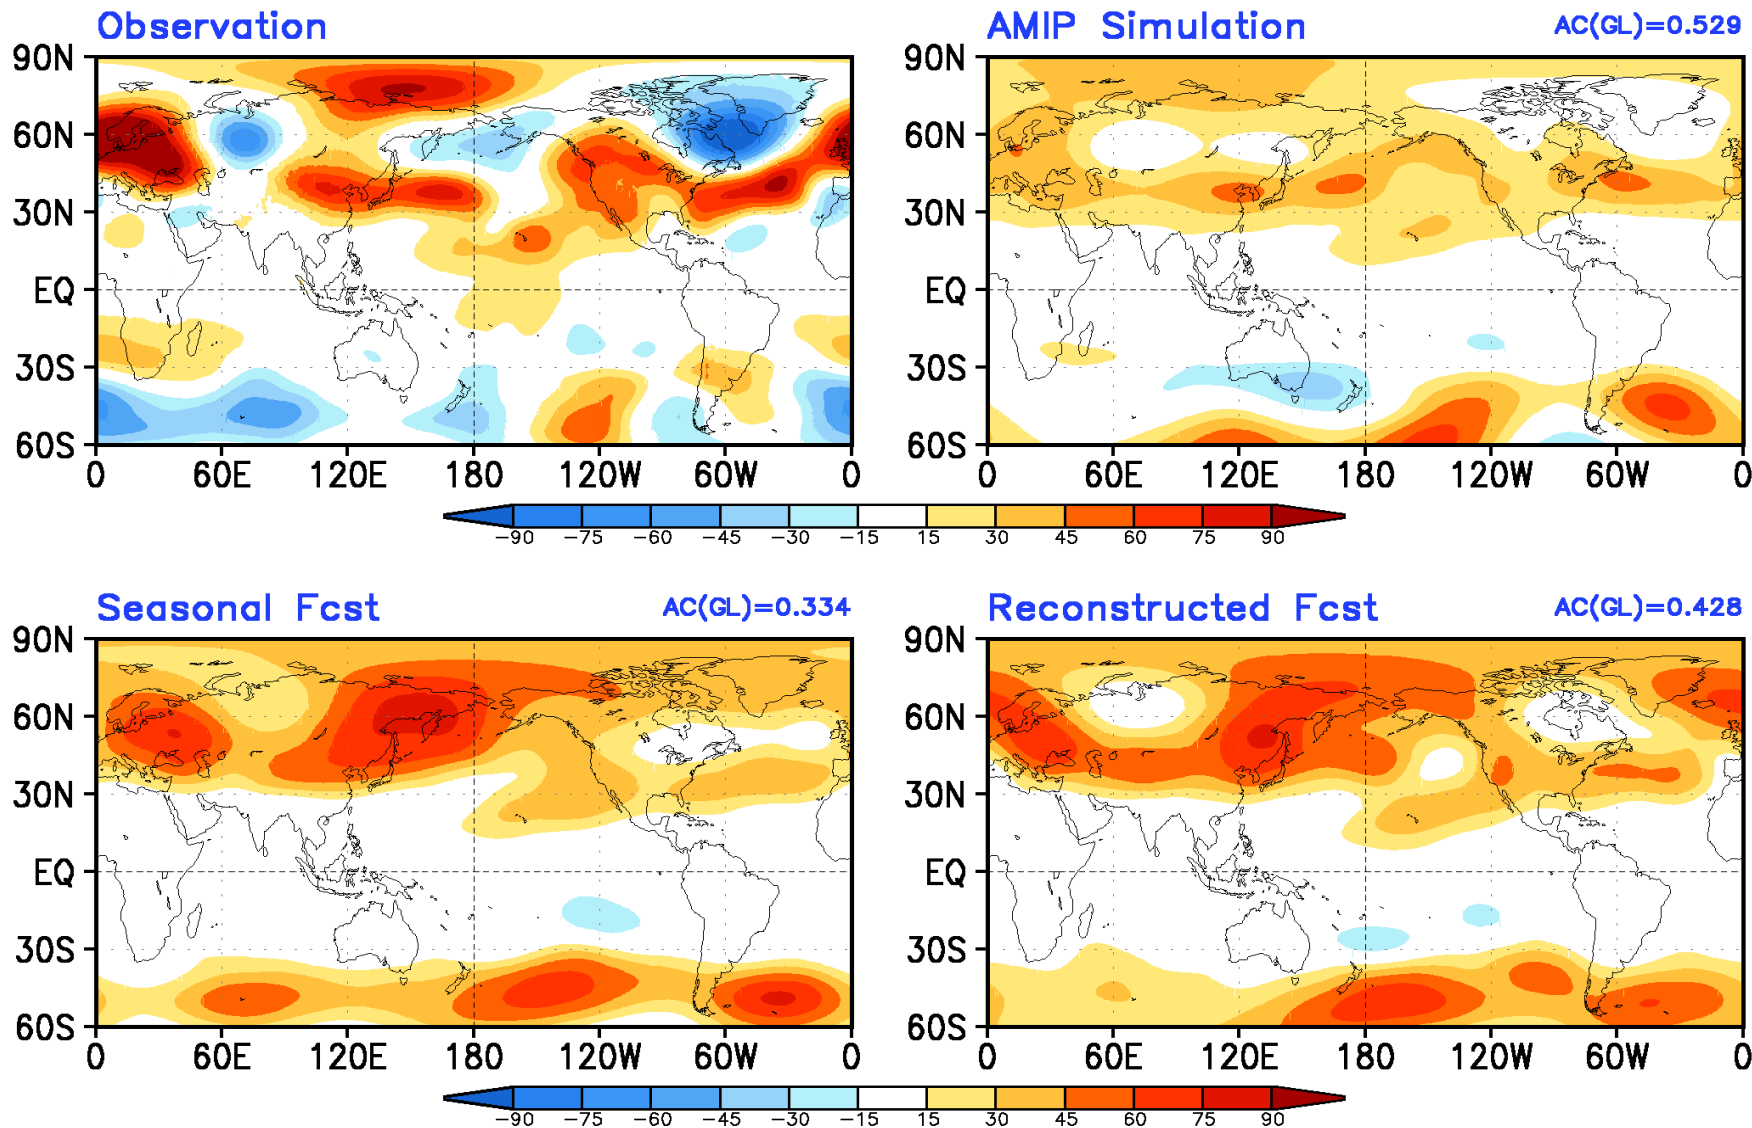 Observation
AMIP Simulation AC(GL)=0.529
90N
60N
30N
EQ
30S
60S
0 60E 120E 180 120W 60W 0
90N
60N
30N
EQ
30S
60S
0 60E 120E 180 120W 60W 0
-90 -75 -60 -45 -30 -15 15 30 45 60 75 90
Seasonal Fcst AC(GL)=0.334
Reconstructed Fcst AC(GL)=0.428
90N
60N
30N
EQ
30S
60S
0 60E 120E 180 120W 60W 0
90N
60N
30N
EQ
30S
60S
0 60E 120E 180 120W 60W 0
-90 -75 -60 -45 -30 -15 15 30 45 60 75 90